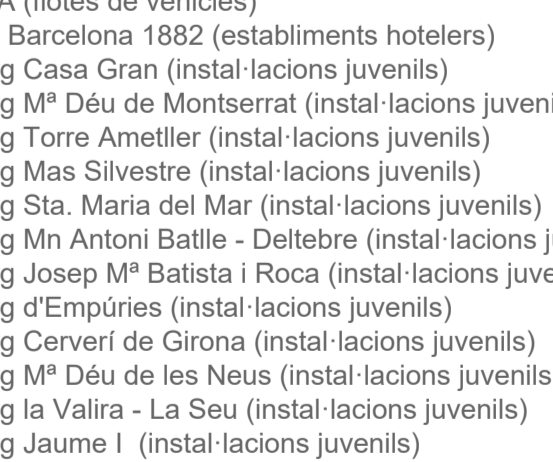 A (flotes de vehicles)
Barcelona 1882 (establiments hotelers)
g Casa Gran (instal·lacions juvenils)
g Mª Déu de Montserrat (instal·lacions juveni
g Torre Ametller (instal·lacions juvenils)
g Mas Silvestre (instal·lacions juvenils)
g Sta. Maria del Mar (instal·lacions juvenils)
g Mn Antoni Batlle - Deltebre (instal·lacions j
g Josep Mª Batista i Roca (instal·lacions juve
g d'Empúries (instal·lacions juvenils)
g Cerverí de Girona (instal·lacions juvenils)
g Mª Déu de les Neus (instal·lacions juvenils
g la Valira - La Seu (instal·lacions juvenils)
g Jaume I (instal·lacions juvenils)